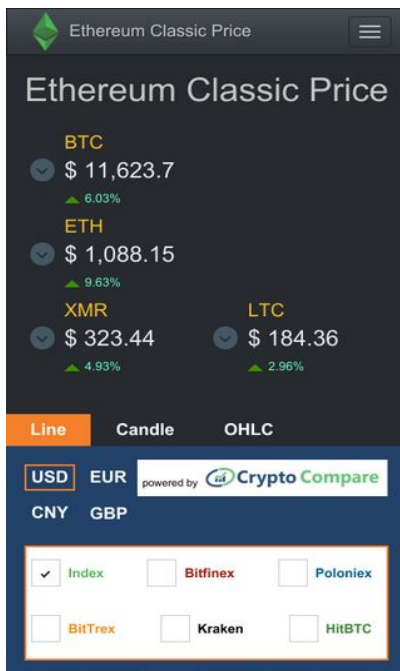 Ethereum Classic Price
Ethereum Classic Price
BTC
$ 11,623.7
6.03%
ETH
$ 1,088.15
9.63%
XMR LTC
$ 323.44 $ 184.36
4.93% 2.96%
Line Candle OHLC
USD EUR powered by Crypto Compare
CNY GBP
Index Bitfinex Poloniex
BitTrex Kraken HitBTC